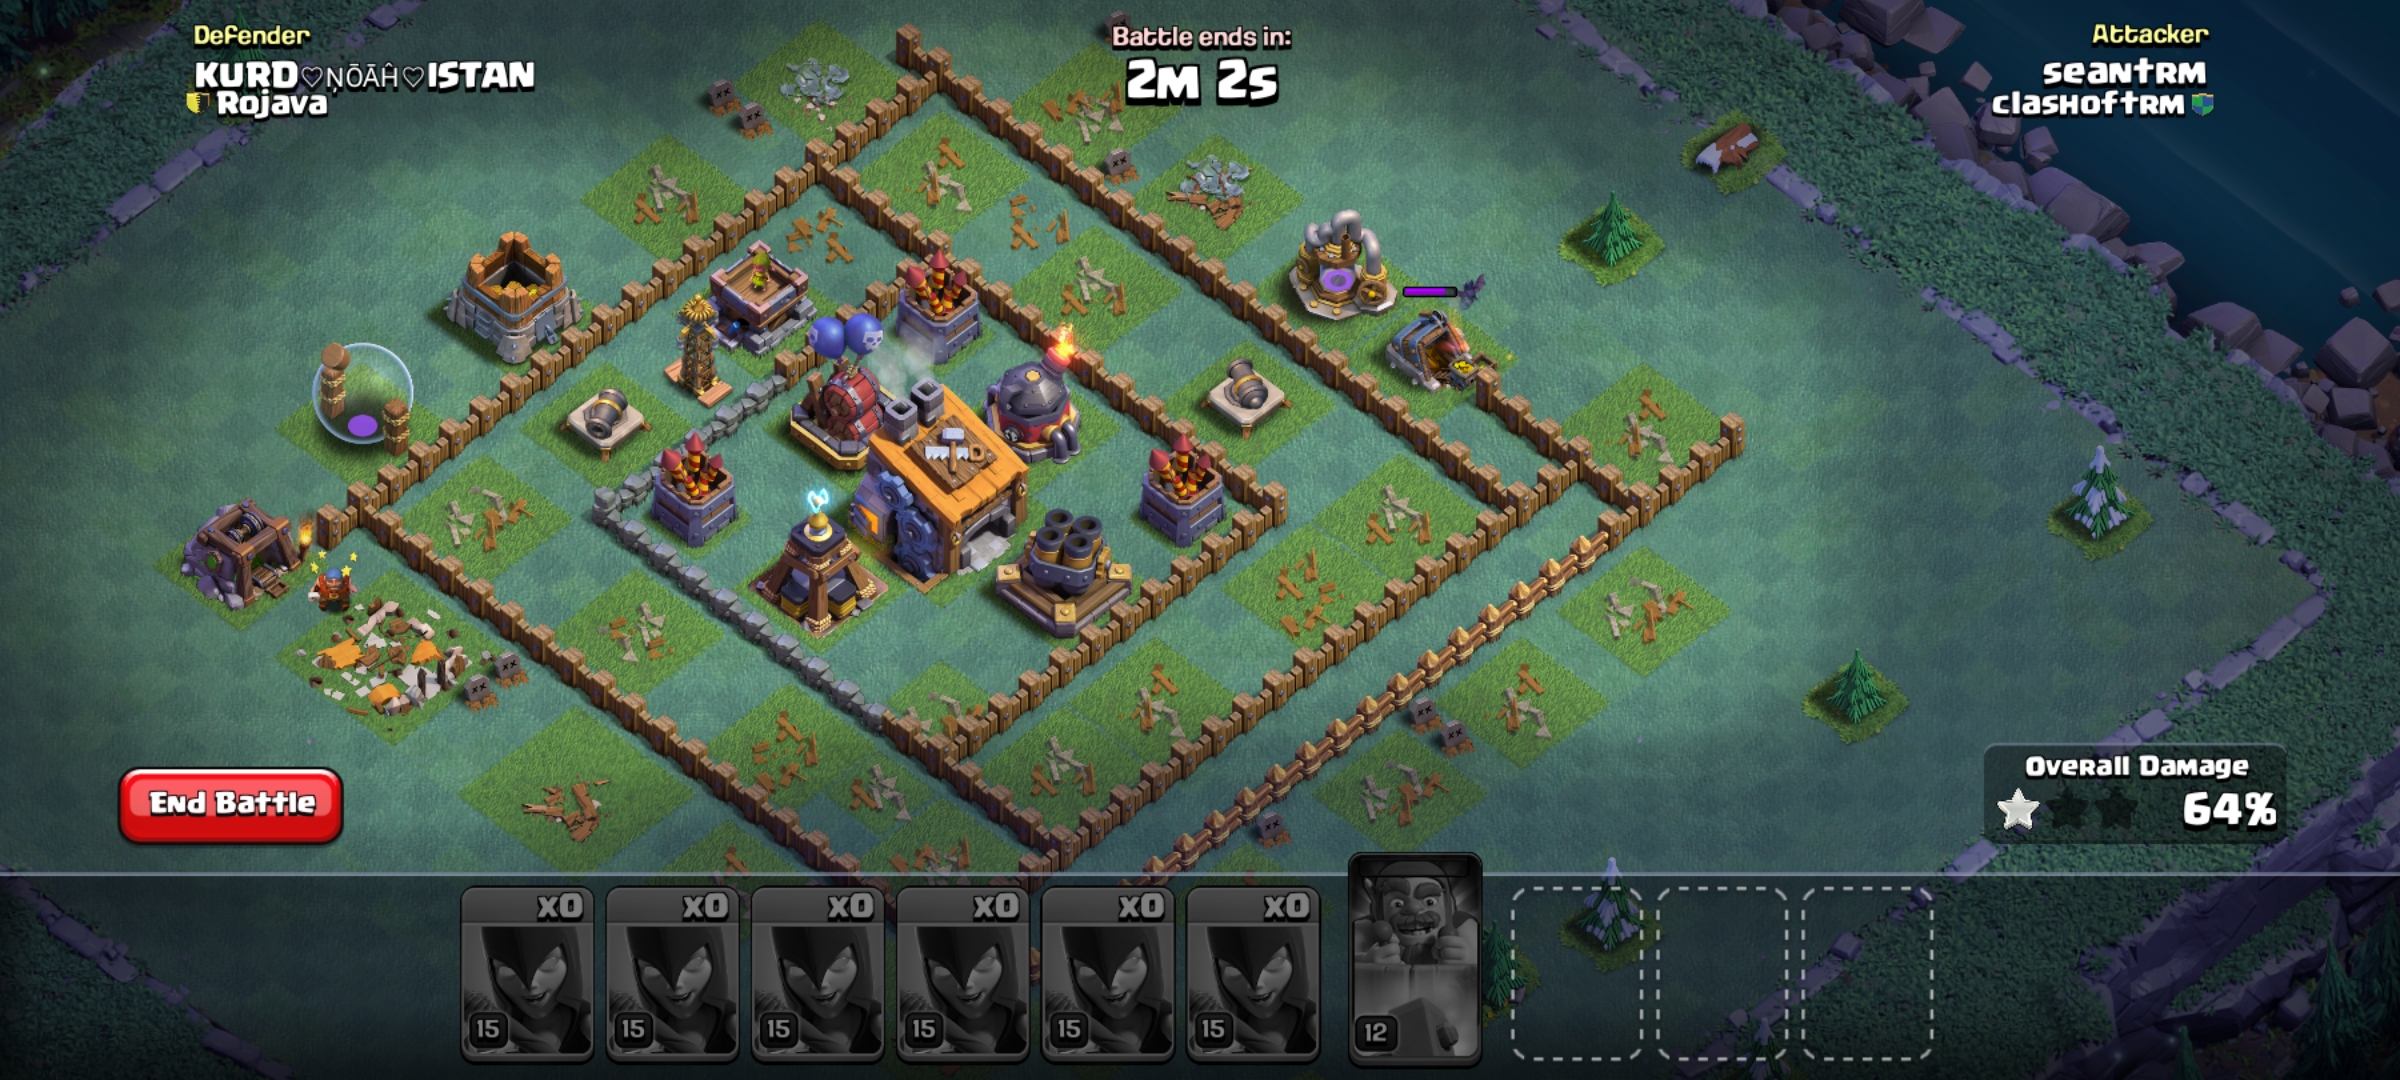 Defender
KURD♡ŅŌĀĤ♡ISTAN
Rojava
Battle ends in:
2M 2s
Attacker
seantRM
clashoftRM
End Battle
Overall Damage
64%
x0
x0
x0
x0
x0
x0
15
15
15
15
15
15
12